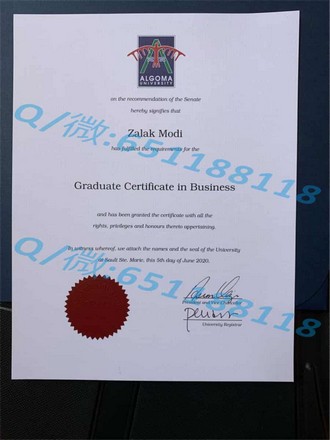 ALGOMA
UNIVERSITY
on the recommendation of the Senate
hereby signifies that
Zalak Modi
has fulfilled the requirements for the
Q/微:651188118
Graduate Certificate in Business
and has been granted the certificate with all the
rights, privileges and honours thereto appertaining.
In witness whereof, we attach the names and the seal of the University
at Sault Ste. Marie, this 5th day of June 2020.
Q/微:651188118
President and Vice-Chancellor
University Registrar